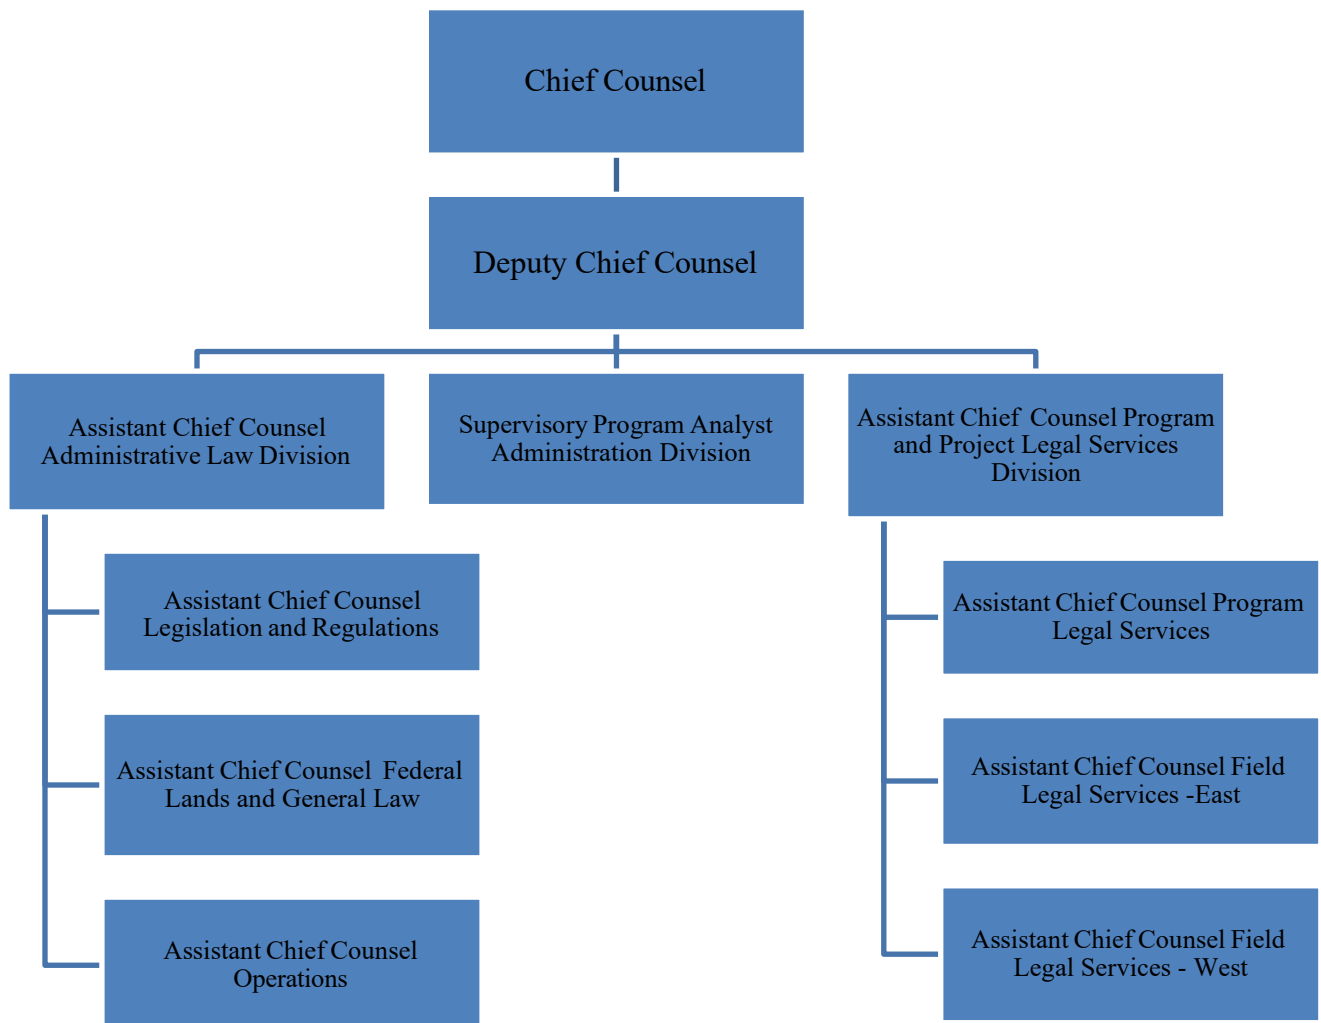 Chief Counsel
Deputy Chief Counsel
Assistant Chief Counsel
Administrative Law Division
Supervisory Program Analyst
Administration Division
Assistant Chief  Counsel Program
and Project Legal Services
Division
Assistant Chief Counsel
Legislation and Regulations
Assistant Chief Counsel  Federal
Lands and General Law
Assistant Chief Counsel
Operations
Assistant Chief Counsel Program
Legal Services
Assistant Chief Counsel Field
Legal Services -East
Assistant Chief Counsel Field
Legal Services - West